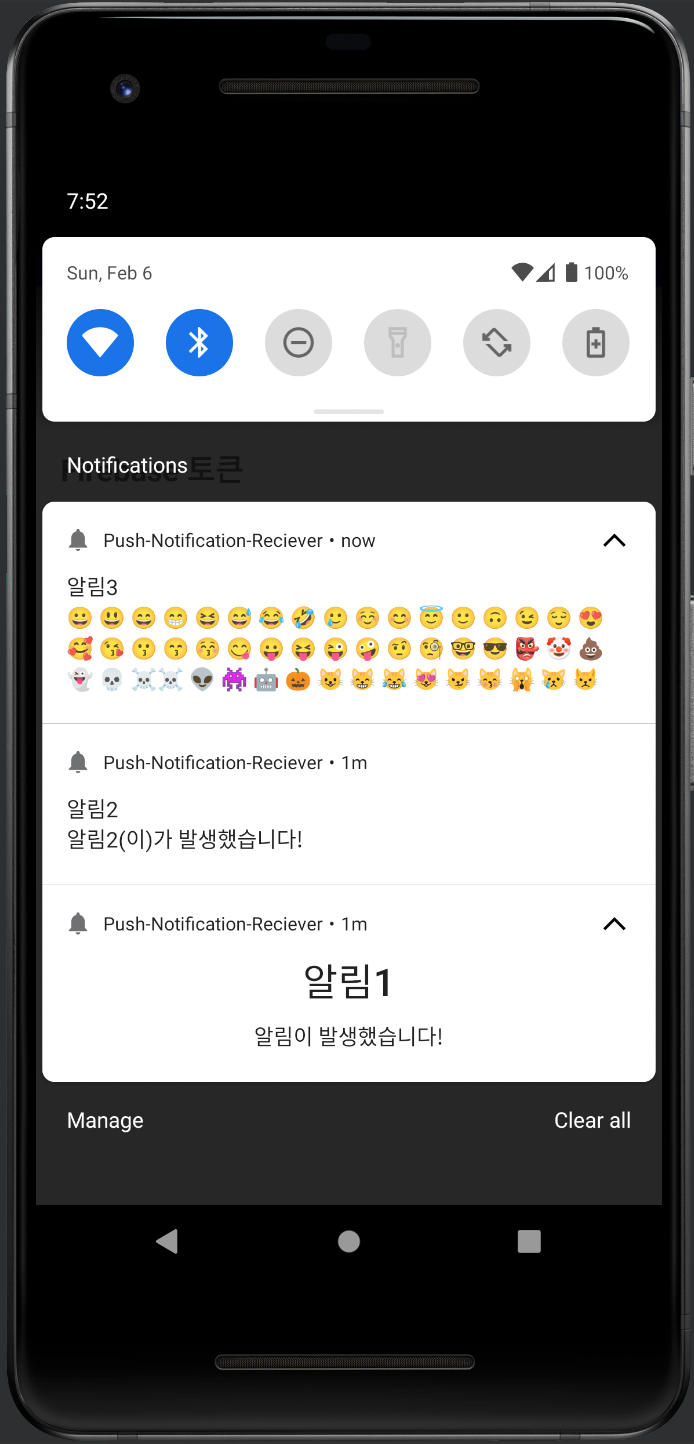 7:52
Sun, Feb 6
100%
Notifications
Firebase 토큰
Push-Notification-Reciever • now
알림3
😀 😃 😄 😁 😆 😅 😂 🤣 🥲 ☺️ 😊 😇 🙂 🙃 😉 😌 😍
🥰 😘 😗 😙 😚 😋 😛 😝 😜 🤪 🤨 🧐 🤓 😎 👺 🤡 💩
👻 💀 ☠️☠️ 👽 👾 🤖 🎃 😺 😸 😹 😻 😼 😽 🙀 😿 😾
Push-Notification-Reciever • 1m
알림2
알림2(이)가 발생했습니다!
Push-Notification-Reciever • 1m
알림1
알림이 발생했습니다!
Manage
Clear all